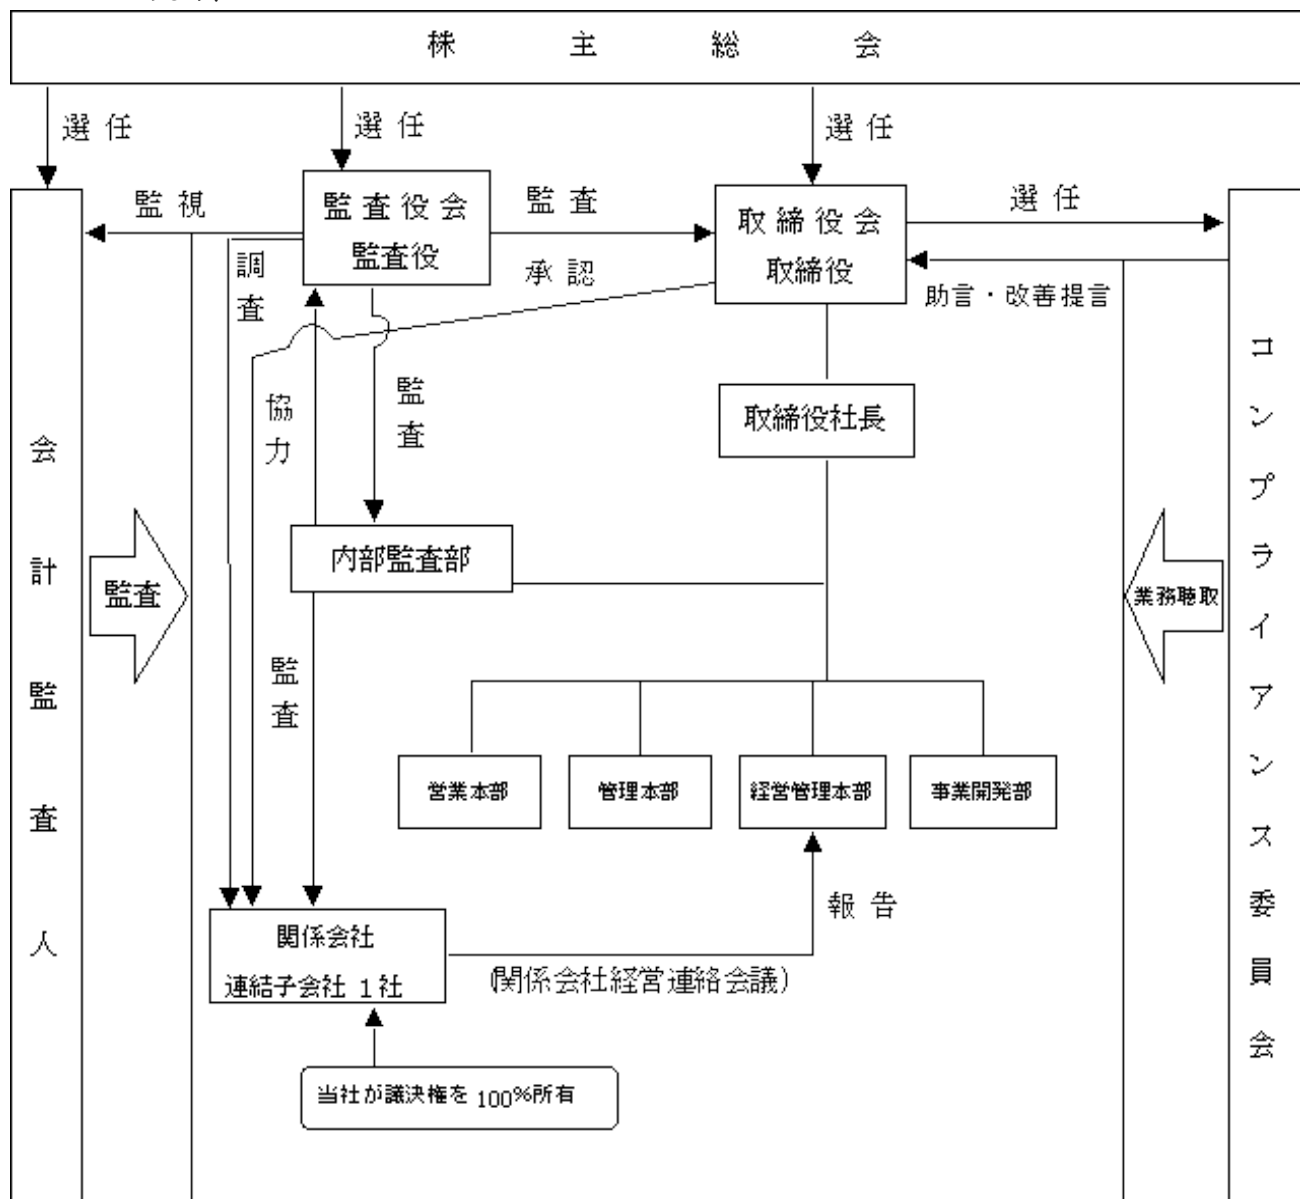 株主総会
選任
選任
選任
監視
監査役会
監査役
監査
承認
取締役会
取締役
選任
助言・改善提言
調査
協力
監査
取締役社長
会計監査人
監査
内部監査部
業務聴取
コンプライアンス委員会
監査
営業本部
管理本部
経営管理本部
事業開発部
報告
関係会社
連結子会社 1社
(関係会社経営連絡会議)
当社が議決権を 100%所有